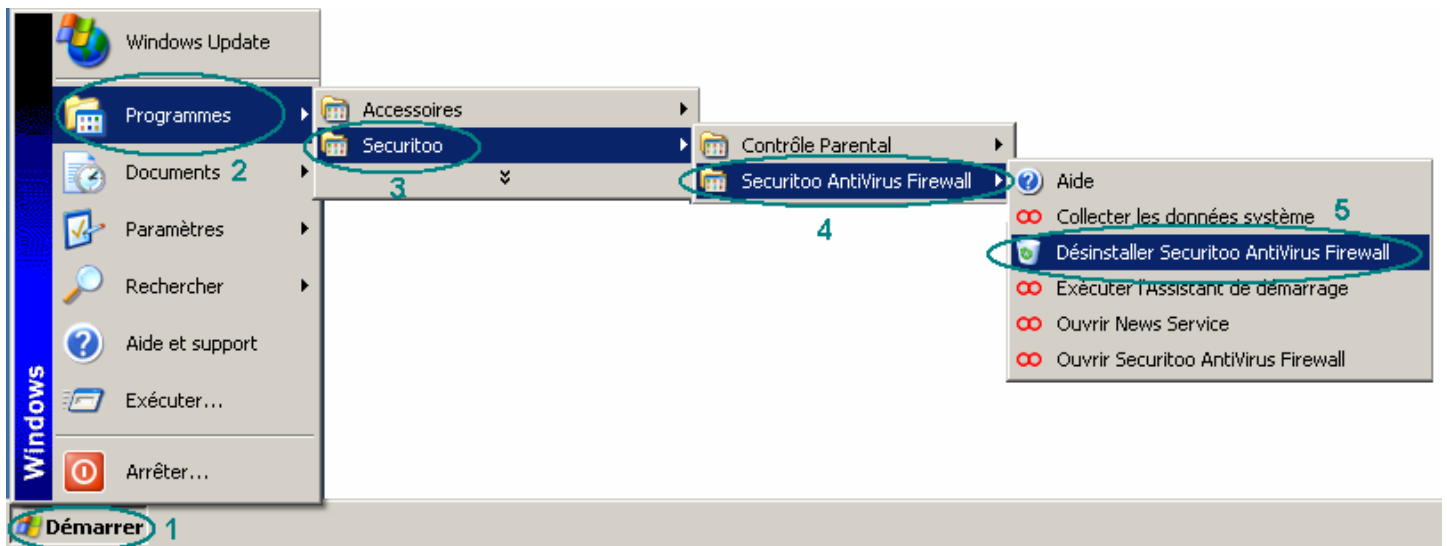 Windows Update
Programmes
2
Documents
Paramètres
Rechercher
Aide et support
Exécuter...
Arrêter...
Windows
Démarrer 1
Accessoires
Securitoo
3
Contrôle Parental
Securitoo AntiVirus Firewall
4
Aide
Collecter les données système 5
Désinstaller Securitoo AntiVirus Firewall
Exécuter l'Assistant de démarrage
Ouvrir News Service
Ouvrir Securitoo AntiVirus Firewall